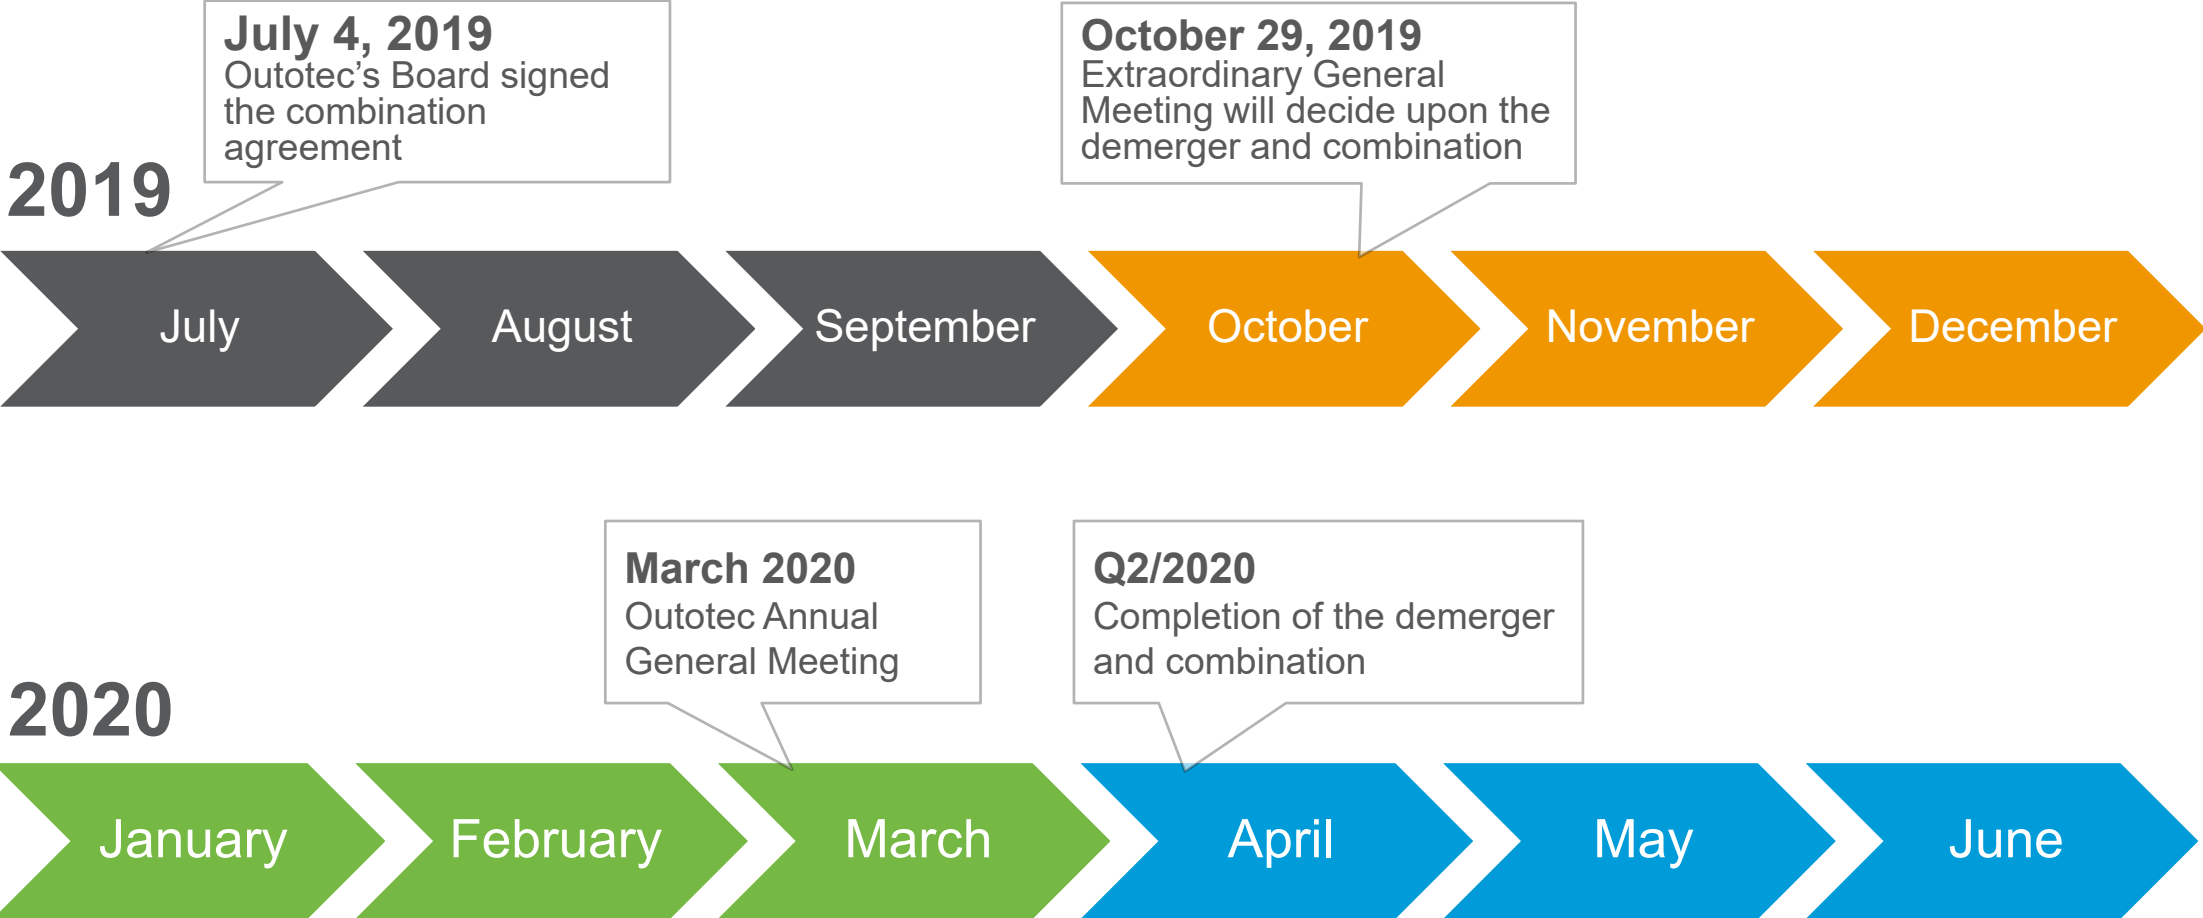 July 4, 2019
Outotec’s Board signed
the combination
agreement
October 29, 2019
Extraordinary General
Meeting will decide upon the
demerger and combination
2019
July
August
September
October
November
December
March 2020
Outotec Annual
General Meeting
Q2/2020
Completion of the demerger
and combination
2020
January
February
March
April
May
June